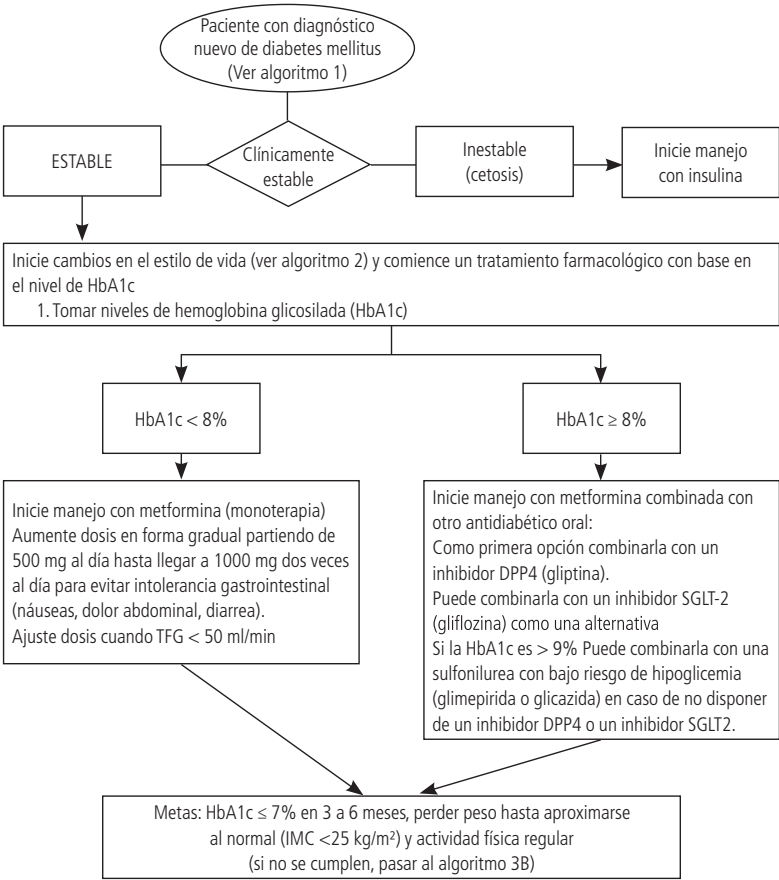 Paciente con diagnóstico
nuevo de diabetes mellitus
(Ver algoritmo 1)
ESTABLE
Clínicamente
estable
Inestable
(cetosis)
Inicie manejo
con insulina
Inicie cambios en el estilo de vida (ver algoritmo 2) y comience un tratamiento farmacológico con base en
el nivel de HbA1c
1. Tomar niveles de hemoglobina glicosilada (HbA1c)
HbA1c < 8%
HbA1c ≥ 8%
Inicie manejo con metformina (monoterapia)
Aumente dosis en forma gradual partiendo de
500 mg al día hasta llegar a 1000 mg dos veces
al día para evitar intolerancia gastrointestinal
(náuseas, dolor abdominal, diarrea).
Ajuste dosis cuando TFG < 50 ml/min
Inicie manejo con metformina combinada con
otro antidiabético oral:
Como primera opción combinarla con un
inhibidor DPP4 (gliptina).
Puede combinarla con un inhibidor SGLT-2
(gliflozina) como una alternativa
Si la HbA1c es > 9% Puede combinarla con una
sulfonilurea con bajo riesgo de hipoglicemia
(glimepirida o glicazida) en caso de no disponer
de un inhibidor DPP4 o un inhibidor SGLT2.
Metas: HbA1c ≤ 7% en 3 a 6 meses, perder peso hasta aproximarse
al normal (IMC <25 kg/m²) y actividad física regular
(si no se cumplen, pasar al algoritmo 3B)